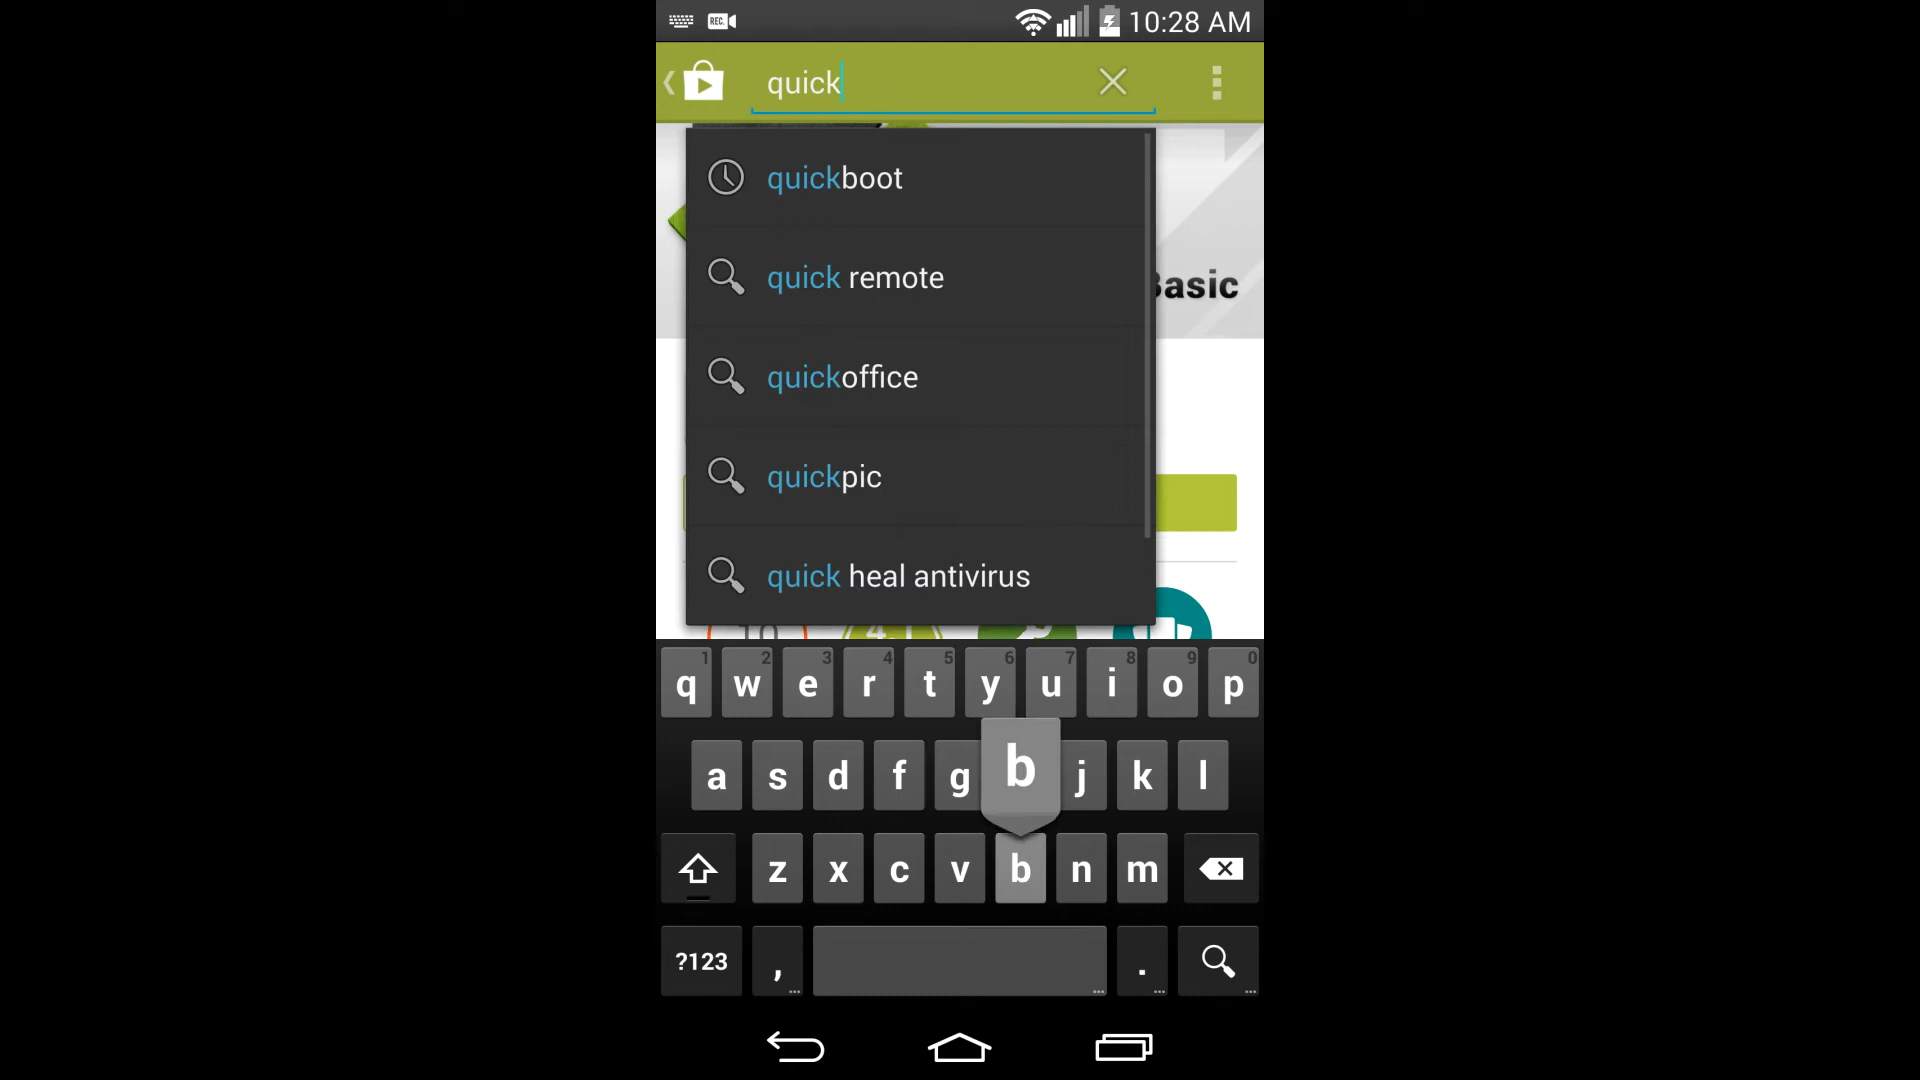 REC 10:28 AM
quick
quickboot
quick remote
Basic
quickoffice
quickpic
quick heal antivirus
1 2 3 4 5 6 7 8 9 0
q w e r t y u i o p
a s d f g b j k l
z x c v b n m
?123 , .